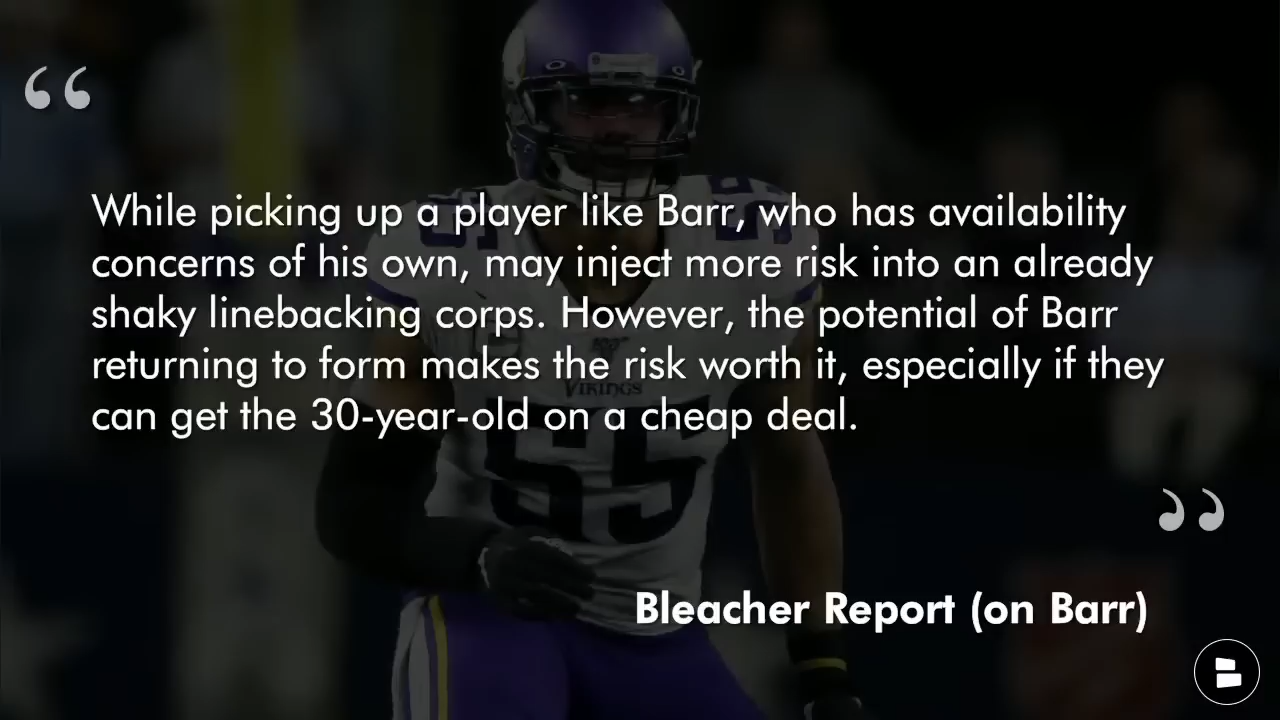 While picking up a player like Barr, who has availability
concerns of his own, may inject more risk into an already
shaky linebacking corps. However, the potential of Barr
returning to form makes the risk worth it, especially if they
can get the 30-year-old on a cheap deal.
VIKINGS
55
Bleacher Report (on Barr)